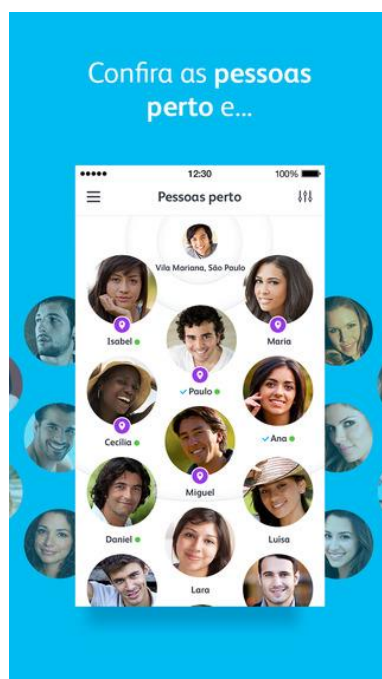 Confira as pessoas
perto e...
12:30
100%
Pessoas perto
Vila Mariana, São Paulo
Isabel
Maria
Paulo
Cecilia
Ana
Miguel
Daniel
Luisa
Lara